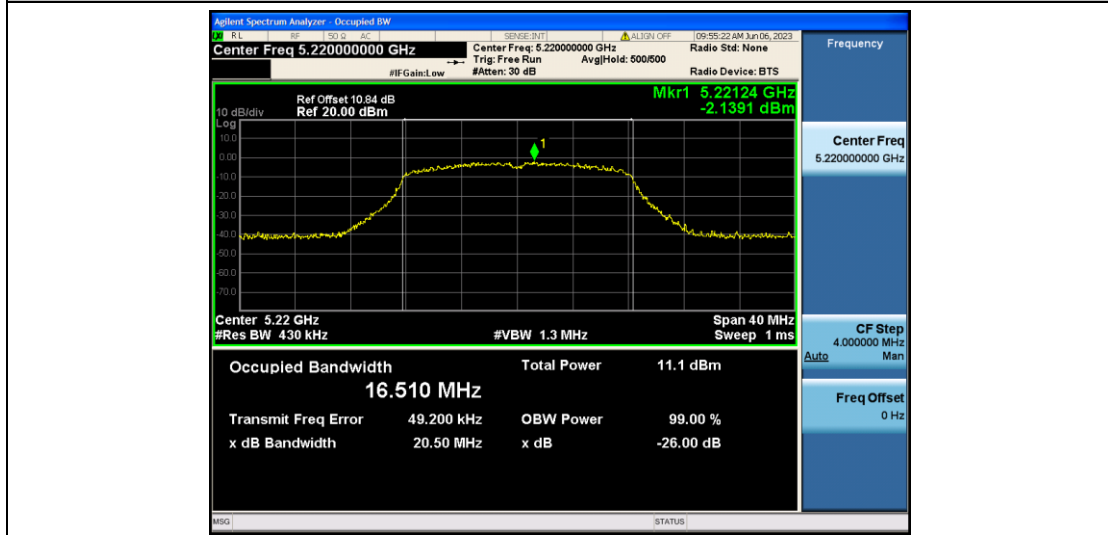 Agilent Spectrum Analyzer - Occupied BW
RL RF 50 Ω AC SENSE:INT ALIGN OFF 09:55:22 AM Jun 06, 2023
Center Freq 5.220000000 GHz
Center Freq: 5.220000000 GHz
Radio Std: None
Trig: Free Run Avg|Hold: 500/500
#IFGain:Low #Atten: 30 dB Radio Device: BTS
Mkr1 5.22124 GHz
-2.1391 dBm
Ref Offset 10.84 dB
10 dB/div Ref 20.00 dBm
Log
10.0
1
0.00
-10.0
-20.0
-30.0
-40.0
-50.0
-60.0
-70.0
Center 5.22 GHz Span 40 MHz
#Res BW 430 kHz #VBW 1.3 MHz Sweep 1 ms
Occupied Bandwidth Total Power 11.1 dBm
16.510 MHz
Transmit Freq Error 49.200 kHz OBW Power 99.00 %
x dB Bandwidth 20.50 MHz x dB -26.00 dB
MSG STATUS
Frequency
Center Freq
5.220000000 GHz
CF Step
4.000000 MHz
Auto Man
Freq Offset
0 Hz